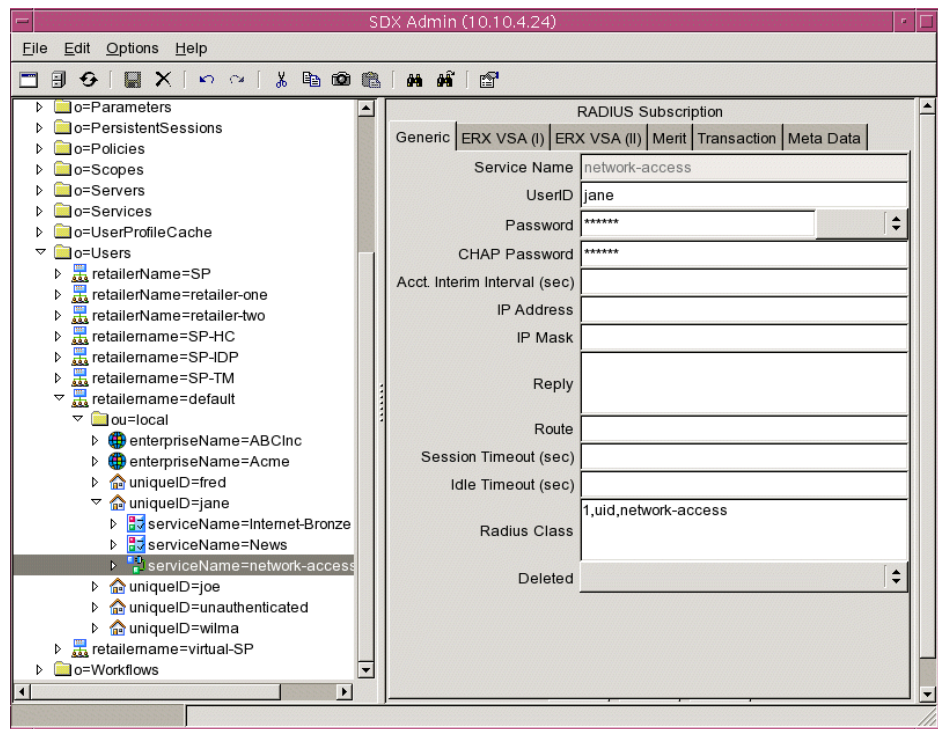 SDX Admin (10.10.4.24)
File Edit Options Help
o=Parameters
o=PersistentSessions
o=Policies
o=Scopes
o=Servers
o=Services
o=UserProfileCache
o=Users
retailerName=SP
retailerName=retailer-one
retailerName=retailer-two
retailername=SP-HC
retailername=SP-IDP
retailername=SP-TM
retailername=default
ou=local
enterpriseName=ABCInc
enterpriseName=Acme
uniqueID=fred
uniqueID=jane
serviceName=Internet-Bronze
serviceName=News
serviceName=network-access
uniqueID=joe
uniqueID=unauthenticated
uniqueID=wilma
retailername=virtual-SP
o=Workflows
RADIUS Subscription
Generic ERX VSA (I) ERX VSA (II) Merit Transaction Meta Data
Service Name network-access
UserID jane
Password ******
CHAP Password ******
Acct. Interim Interval (sec)
IP Address
IP Mask
Reply
Route
Session Timeout (sec)
Idle Timeout (sec)
Radius Class 1,uid,network-access
Deleted